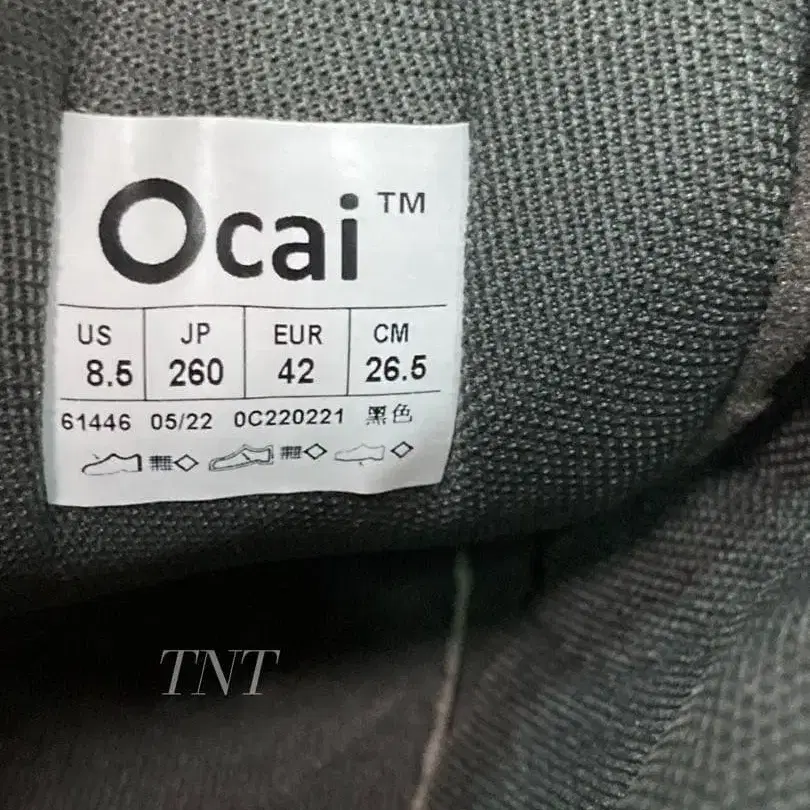 Ocai™
US JP EUR CM
8.5 260 42 26.5
61446 05/22 0C220221 黑色
TNT